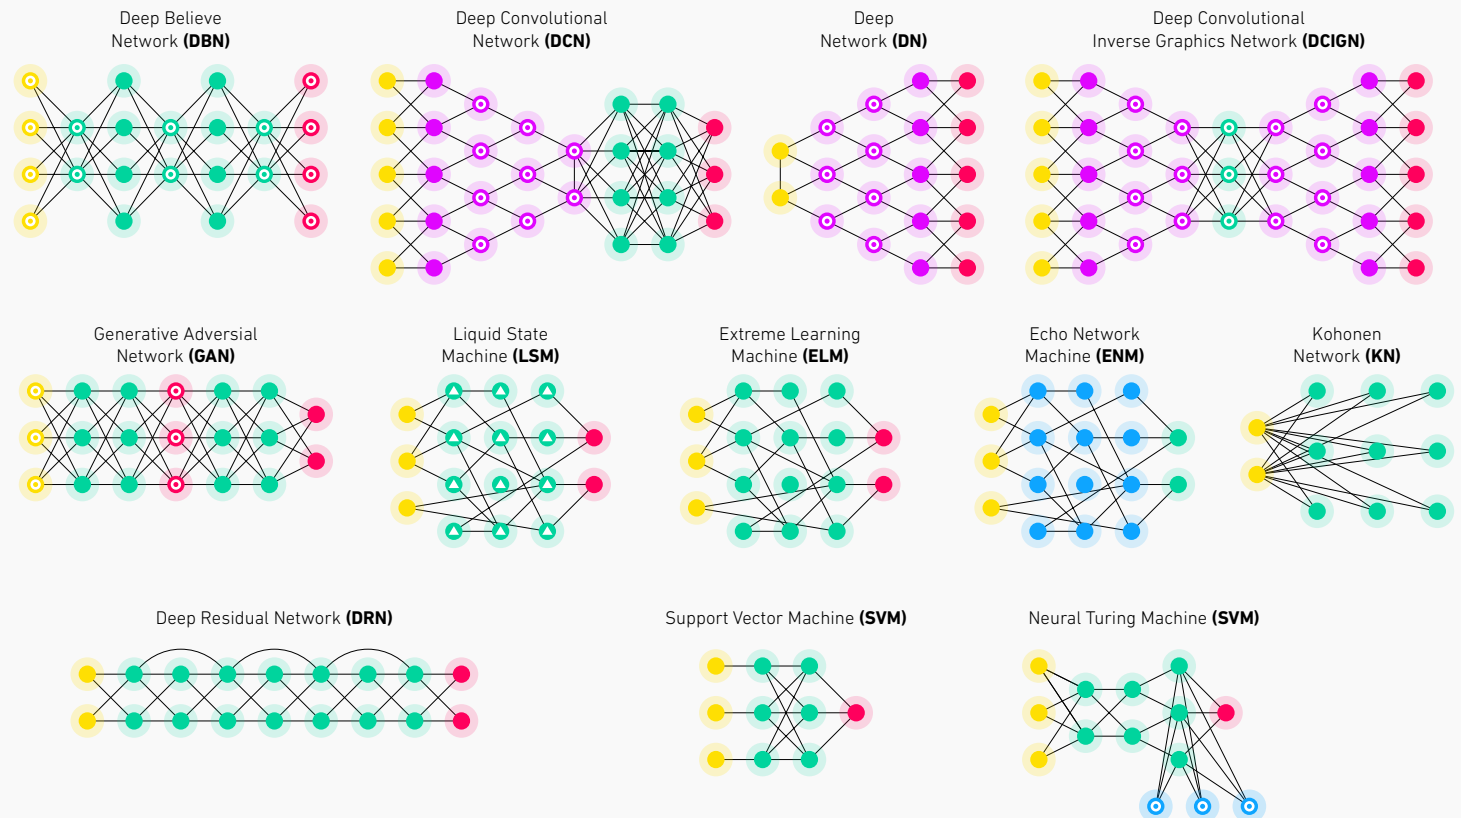 Deep Believe
Network (DBN)
Deep Convolutional
Network (DCN)
Deep
Network (DN)
Deep Convolutional
Inverse Graphics Network (DCIGN)
Generative Adversial
Network (GAN)
Liquid State
Machine (LSM)
Extreme Learning
Machine (ELM)
Echo Network
Machine (ENM)
Kohonen
Network (KN)
Deep Residual Network (DRN)
Support Vector Machine (SVM)
Neural Turing Machine (SVM)